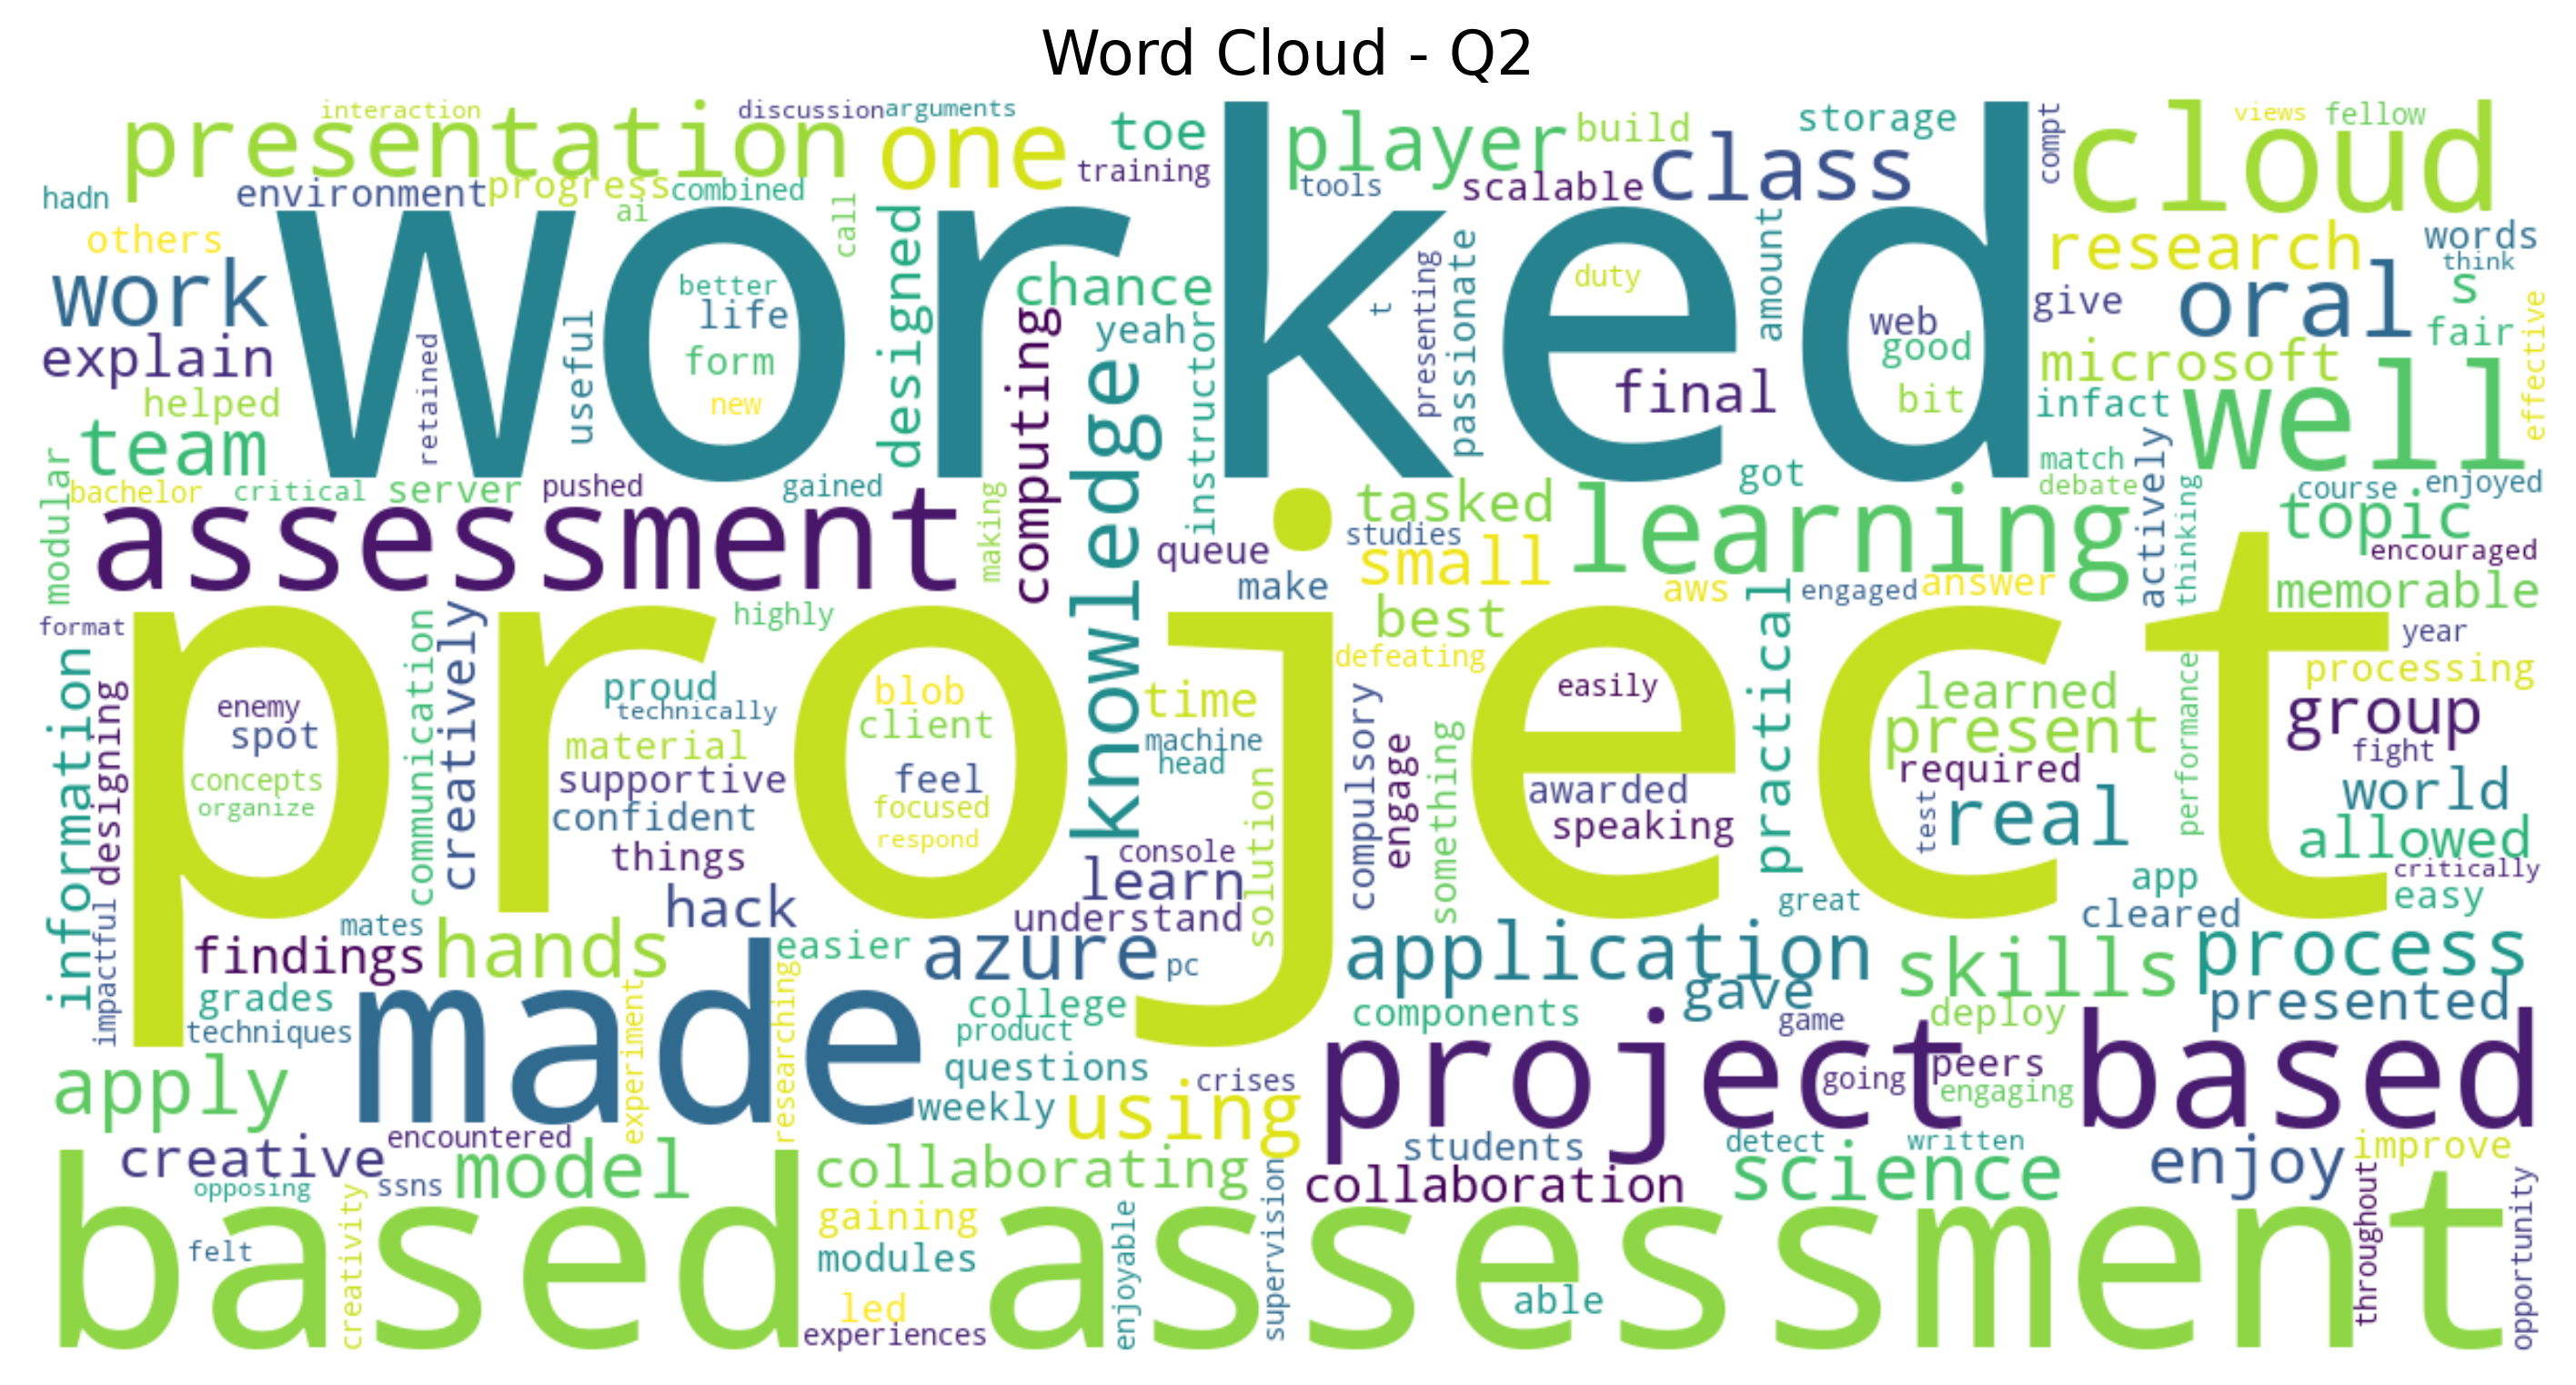 Word Cloud - Q2
interaction
discussion
arguments
presentation
one
toe
training
player
build
storage
tools
scalable
class
compt
cloud
views
fellow
hadn
environment
progress
combined
ai
call
others
work
explain
helped
team
worked
retained
useful
better
life
form
new
designed
chance
yeah
computing
knowledge
instructor
t
presenting
passionate
duty
final
amount
web
good
bit
research
words
think
give
oral
s
fair
microsoft
infact
well
effective
modular
bachelor
critical
server
pushed
gained
making
assessment
queue
make
tasked
studies
small
best
got
learning
match
debate
actively
thinking
course
enjoyed
topic
encouraged
memorable
aws
engaged
answer
practical
format
highly
defeating
year
processing
project
information
designing
impactful
enemy
spot
concepts
organize
communication
creatively
proud
technically
material
supportive
confident
things
hack
blob
client
feel
focused
respond
time
machine
head
solution
console
learn
understand
compulsory
engage
something
easily
awarded
speaking
learned
present
required
test
real
performance
group
fight
world
allowed
critically
easy
app
cleared
great
mates
findings
hands
easier
azure
pc
application
gave
skills
process
presented
grades
techniques
made
experiment
researching
college
product
questions
weekly
components
game
deploy
apply
using
crises
project based
going
peers
engaging
creative
encountered
model
ssns
opposing
collaborating
students
collaboration
detect
written
science
enjoy
improve
based assessment
felt
creativity
gaining
modules
led
experiences
enjoyable
supervision
able
throughout
opportunity